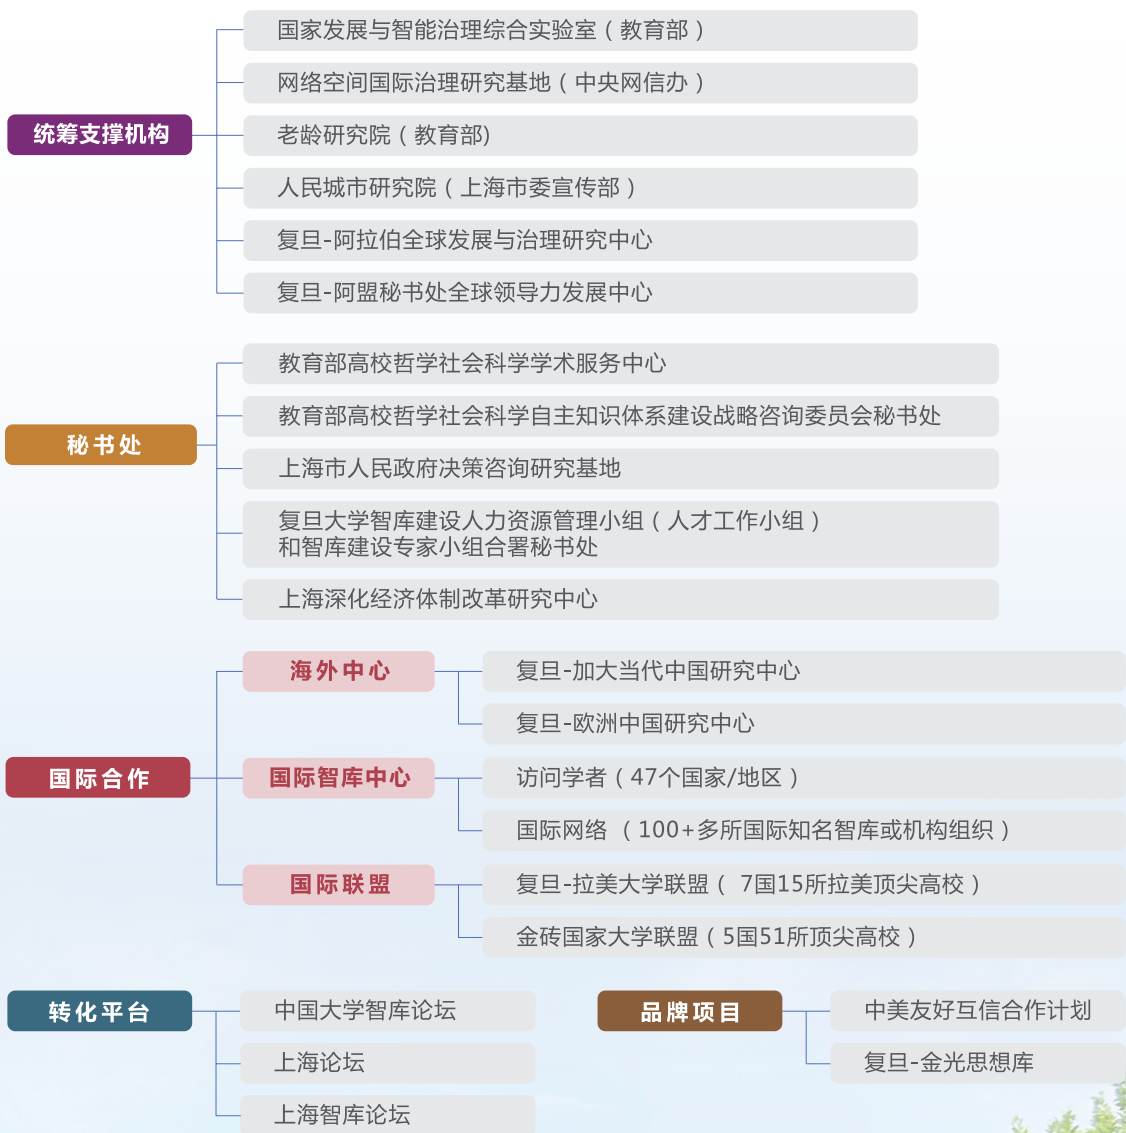 统筹支撑机构
国家发展与智能治理综合实验室（教育部）
网络空间国际治理研究基地（中央网信办）
老龄研究院（教育部)
人民城市研究院（上海市委宣传部）
复旦-阿拉伯全球发展与治理研究中心
复旦-阿盟秘书处全球领导力发展中心
秘书处
教育部高校哲学社会科学学术服务中心
教育部高校哲学社会科学自主知识体系建设战略咨询委员会秘书处
上海市人民政府决策咨询研究基地
复旦大学智库建设人力资源管理小组（人才工作小组）
和智库建设专家小组合署秘书处
上海深化经济体制改革研究中心
国际合作
海外中心
复旦-加大当代中国研究中心
复旦-欧洲中国研究中心
国际智库中心
访问学者（47个国家/地区）
国际网络 （100+多所国际知名智库或机构组织）
国际联盟
复旦-拉美大学联盟（ 7国15所拉美顶尖高校）
金砖国家大学联盟（5国51所顶尖高校）
转化平台
中国大学智库论坛
上海论坛
上海智库论坛
品牌项目
中美友好互信合作计划
复旦-金光思想库